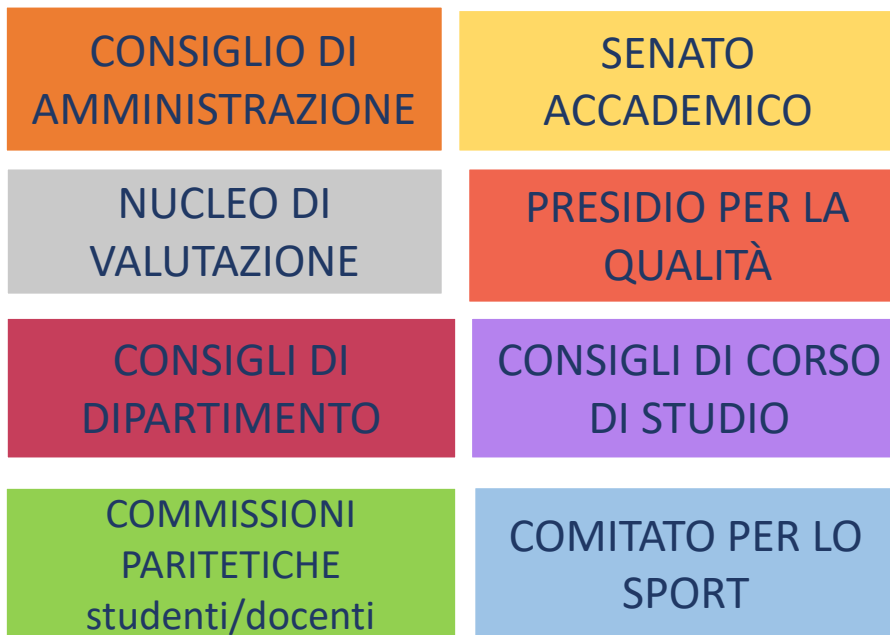 CONSIGLIO DI
AMMINISTRAZIONE
SENATO
ACCADEMICO
NUCLEO DI
VALUTAZIONE
PRESIDIO PER LA
QUALITÀ
CONSIGLI DI
DIPARTIMENTO
CONSIGLI DI CORSO
DI STUDIO
COMMISSIONI
PARITETICHE
studenti/docenti
COMITATO PER LO
SPORT